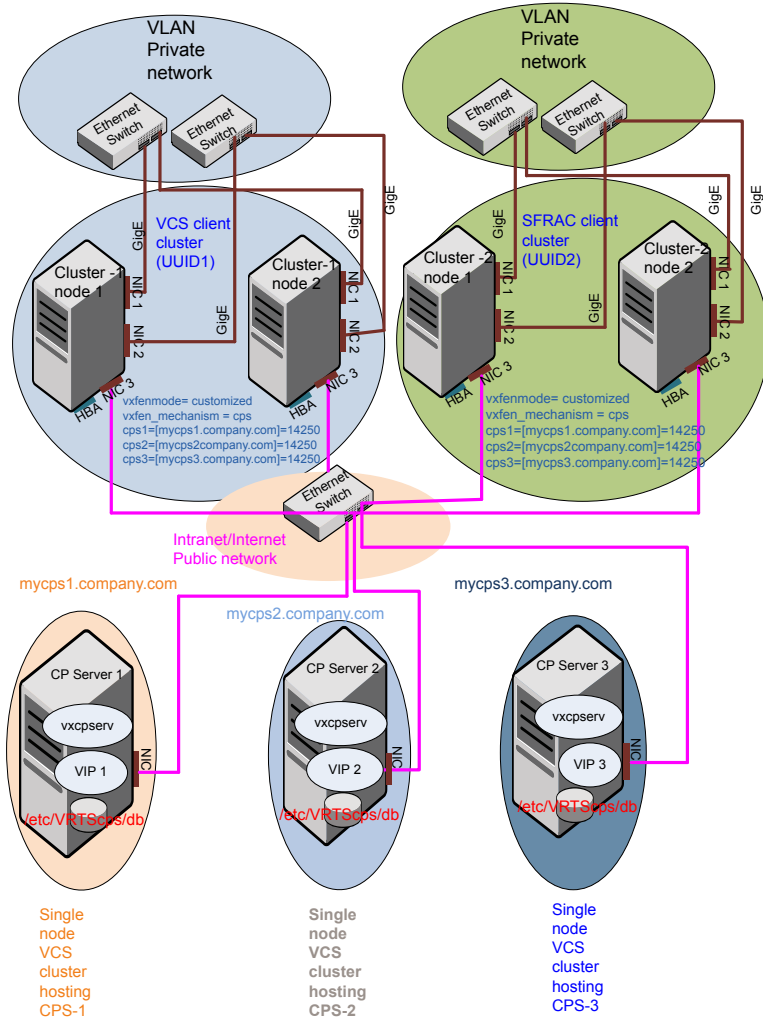 VLAN
Private
network
VLAN
Private
network
Ethernet
Switch
Ethernet
Switch
Ethernet
Switch
Ethernet
Switch
GigE
GigE
GigE
GigE
GigE
GigE
GigE
GigE
VCS client
cluster
(UUID1)
SFRAC client
cluster
(UUID2)
Cluster -1
node 1
Cluster-1
node 2
Cluster -2
node 1
Cluster-2
node 2
NIC 1
NIC 2
NIC 3
HBA
NIC 1
NIC 2
NIC 3
HBA
NIC 1
NIC 2
NIC 3
HBA
NIC 1
NIC 2
NIC 3
HBA
vxfenmode= customized
vxfen_mechanism = cps
cps1=[mycps1.company.com]=14250
cps2=[mycps2company.com]=14250
cps3=[mycps3.company.com]=14250
vxfenmode= customized
vxfen_mechanism = cps
cps1=[mycps1.company.com]=14250
cps2=[mycps2company.com]=14250
cps3=[mycps3.company.com]=14250
Ethernet
Switch
Intranet/Internet
Public network
mycps1.company.com
mycps2.company.com
mycps3.company.com
CP Server 1
vxcpserv
VIP 1
NIC
/etc/VRTScps/db
CP Server 2
vxcpserv
VIP 2
NIC
/etc/VRTScps/db
CP Server 3
vxcpserv
VIP 3
NIC
/etc/VRTScps/db
Single
node
VCS
cluster
hosting
CPS-1
Single
node
VCS
cluster
hosting
CPS-2
Single
node
VCS
cluster
hosting
CPS-3